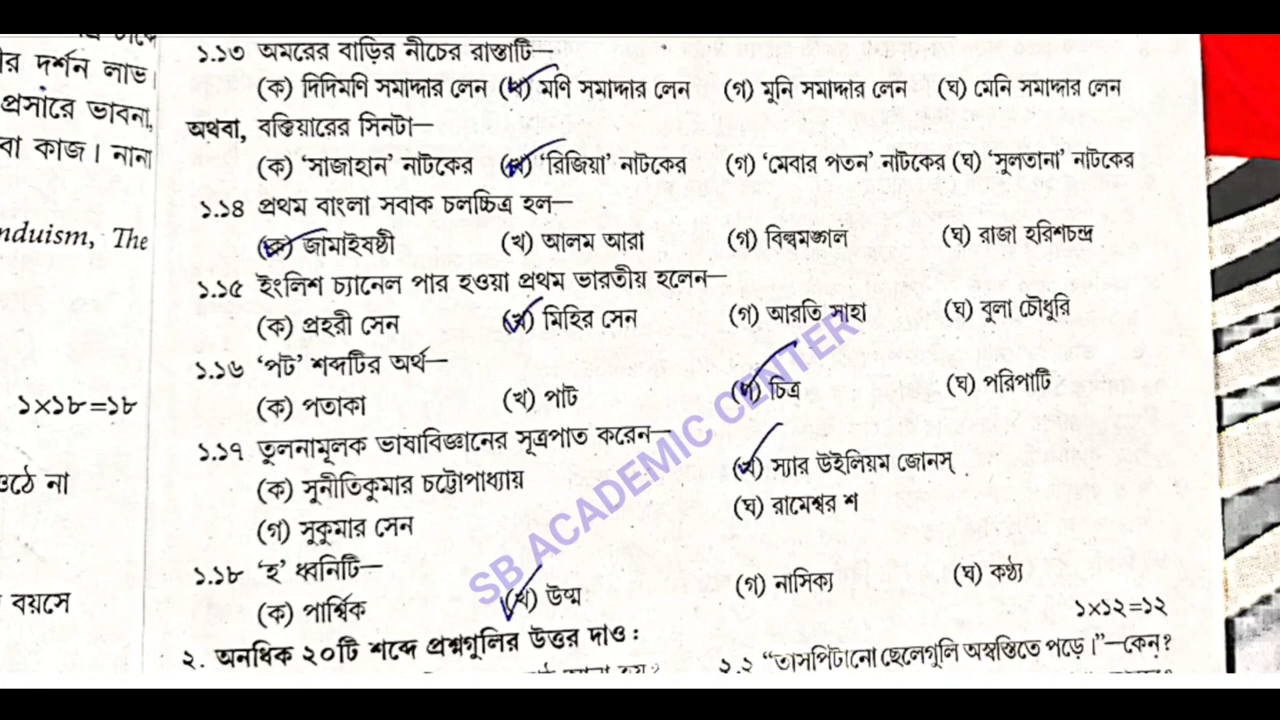 র দর্শন লাভ।
প্রসারে ভাবনা,
বা কাজ। নানা
nduism, The
১×১৮=১৮
ওঠে না
বয়সে
১.১৩ অমরের বাড়ির নীচের রাস্তাটি—
(ক) দিদিমণি সমাদ্দার লেন (খ) মণি সমাদ্দার লেন (গ) মুনি সমাদ্দার লেন (ঘ) মেনি সমাদ্দার লেন
অথবা, বক্তিয়ারের সিনটা—
(ক) ‘সাজাহান’ নাটকের (খ) ‘রিজিয়া’ নাটকের (গ) ‘মেবার পতন’ নাটকের (ঘ) ‘সুলতানা’ নাটকের
১.১৪ প্রথম বাংলা সবাক চলচ্চিত্র হল—
(ক) জামাইষষ্ঠী (খ) আলম আরা (গ) বিল্বমঙ্গল (ঘ) রাজা হরিশচন্দ্র
১.১৫ ইংলিশ চ্যানেল পার হওয়া প্রথম ভারতীয় হলেন—
(ক) প্রহরী সেন (খ) মিহির সেন (গ) আরতি সাহা (ঘ) বুলা চৌধুরি
১.১৬ ‘পট’ শব্দটির অর্থ—
(ক) পতাকা (খ) পাট (গ) চিত্র (ঘ) পরিপাটি
১.১৭ তুলনামূলক ভাষাবিজ্ঞানের সূত্রপাত করেন—
(ক) সুনীতিকুমার চট্টোপাধ্যায় (খ) স্যার উইলিয়ম জোনস্
(গ) সুকুমার সেন (ঘ) রামেশ্বর শ
১.১৮ ‘হ’ ধ্বনিটি—
(ক) পার্শ্বিক (খ) উষ্ম (গ) নাসিক্য (ঘ) কণ্ঠ্য
২. অনধিক ২০টি শব্দে প্রশ্নগুলির উত্তর দাও : ১×১২=১২
২.২ “তাসপিটানো ছেলেগুলি অস্বস্তিতে পড়ে।”—কেন?
SB ACADEMIC CENTER